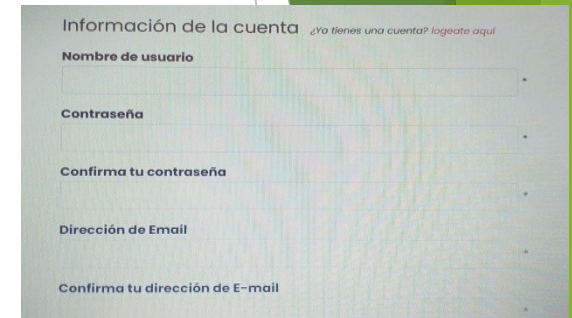 Información de la cuenta ¿Ya tienes una cuenta? logeate aquí
Nombre de usuario
*
Contraseña
*
Confirma tu contraseña
*
Dirección de Email
*
Confirma tu dirección de E-mail
*